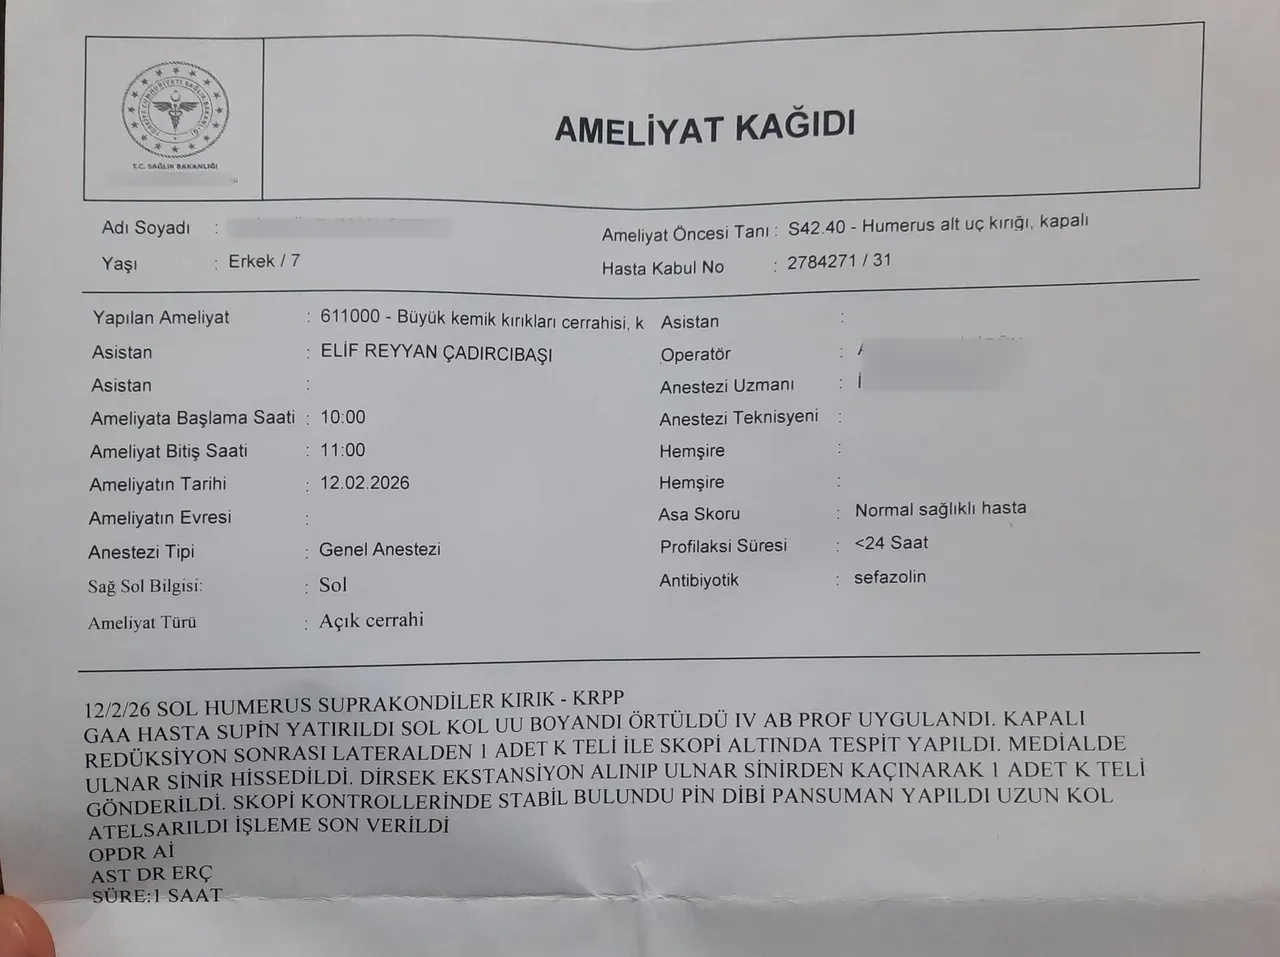 TÜRKİYE CUMHURİYETİ SAĞLIK BAKANLIĞI
T.C. SAĞLIK BAKANLIĞI
AMELİYAT KAĞIDI
Adı Soyadı :
Ameliyat Öncesi Tanı : S42.40 - Humerus alt uç kırığı, kapalı
Yaşı : Erkek / 7
Hasta Kabul No : 2784271 / 31
Yapılan Ameliyat : 611000 - Büyük kemik kırıkları cerrahisi, k
Asistan :
Asistan : ELİF REYYAN ÇADIRCIBAŞI
Operatör :
Asistan :
Anestezi Uzmanı : İ
Ameliyata Başlama Saati : 10:00
Anestezi Teknisyeni :
Ameliyat Bitiş Saati : 11:00
Hemşire :
Ameliyatın Tarihi : 12.02.2026
Hemşire :
Ameliyatın Evresi :
Asa Skoru : Normal sağlıklı hasta
Anestezi Tipi : Genel Anestezi
Profilaksi Süresi : <24 Saat
Sağ Sol Bilgisi: : Sol
Antibiyotik : sefazolin
Ameliyat Türü : Açık cerrahi
12/2/26 SOL HUMERUS SUPRAKONDİLER KIRIK - KRPP
GAA HASTA SUPİN YATIRILDI SOL KOL UU BOYANDI ÖRTÜLDÜ IV AB PROF UYGULANDI. KAPALI
REDÜKSİYON SONRASI LATERALDEN 1 ADET K TELİ İLE SKOPİ ALTINDA TESPİT YAPILDI. MEDİALDE
ULNAR SİNİR HİSSEDİLDİ. DİRSEK EKSTANSİYON ALINIP ULNAR SİNİRDEN KAÇINARAK 1 ADET K TELİ
GÖNDERİLDİ. SKOPİ KONTROLLERİNDE STABİL BULUNDU PİN DİBİ PANSUMAN YAPILDI UZUN KOL
ATELSARILDI İŞLEME SON VERİLDİ
OPDR Aİ
AST DR ERÇ
SÜRE:1 SAAT